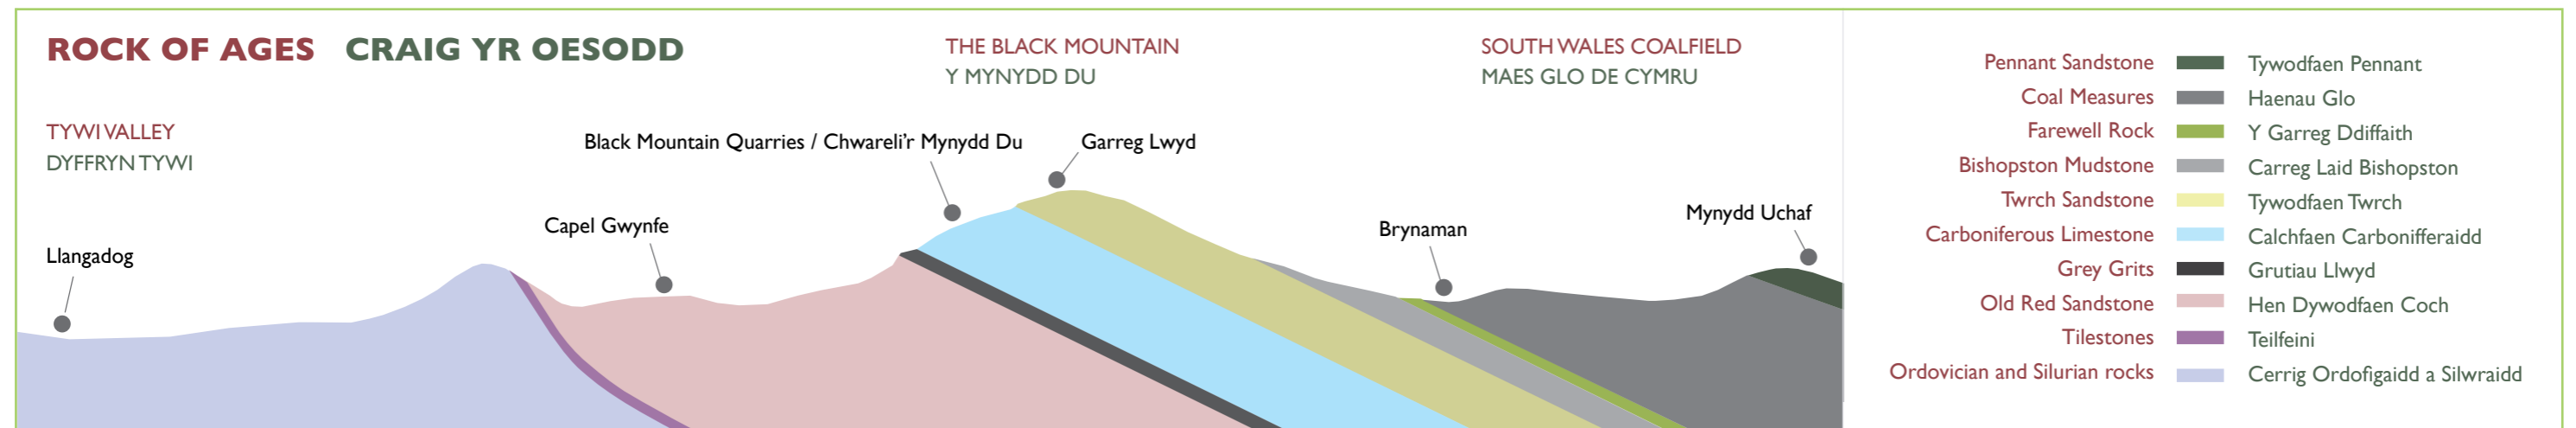 ROCK OF AGES CRAIG YR OESODD
THE BLACK MOUNTAIN
Y MYNYDD DU
SOUTH WALES COALFIELD
MAES GLO DE CYMRU
TYWI VALLEY
DYFFRYN TYWI
Llangadog
Capel Gwynfe
Black Mountain Quarries / Chwareli'r Mynydd Du
Garreg Lwyd
Brynaman
Mynydd Uchaf
Pennant Sandstone Tywodfaen Pennant
Coal Measures Haenau Glo
Farewell Rock Y Garreg Ddiffaith
Bishopston Mudstone Carreg Laid Bishopston
Twrch Sandstone Tywodfaen Twrch
Carboniferous Limestone Calchfaen Carbonifferaidd
Grey Grits Grutiau Llwyd
Old Red Sandstone Hen Dywodfaen Coch
Tilestones Teilfeini
Ordovician and Silurian rocks Cerrig Ordofigaidd a Silwraidd